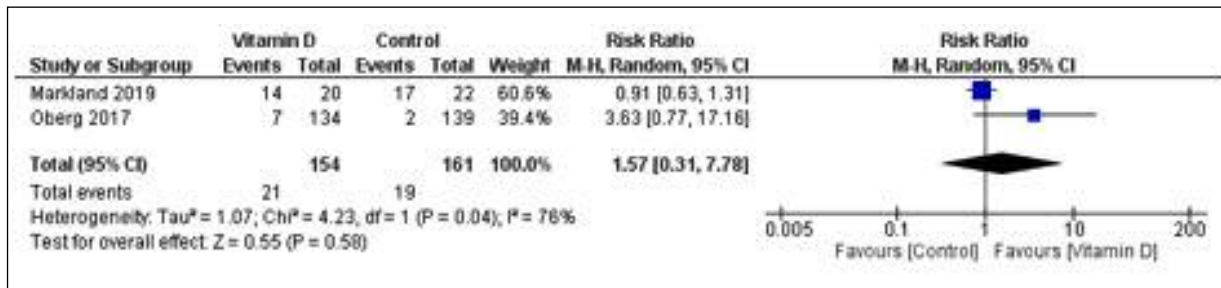 Vitamin D Control Risk Ratio Risk Ratio
Study or Subgroup Events Total Events Total Weight M-H, Random, 95% CI M-H, Random, 95% CI
Markland 2019 14 20 17 22 60.6% 0.91 [0.63, 1.31]
Oberg 2017 7 134 2 139 39.4% 3.63 [0.77, 17.16]
Total (95% CI) 154 161 100.0% 1.57 [0.31, 7.78]
Total events 21 19
Heterogeneity: Tau² = 1.07; Chi² = 4.23, df = 1 (P = 0.04); I² = 76%
Test for overall effect: Z = 0.55 (P = 0.58)
0.005 0.1 1 10 200
Favours [Control] Favours [Vitamin D]